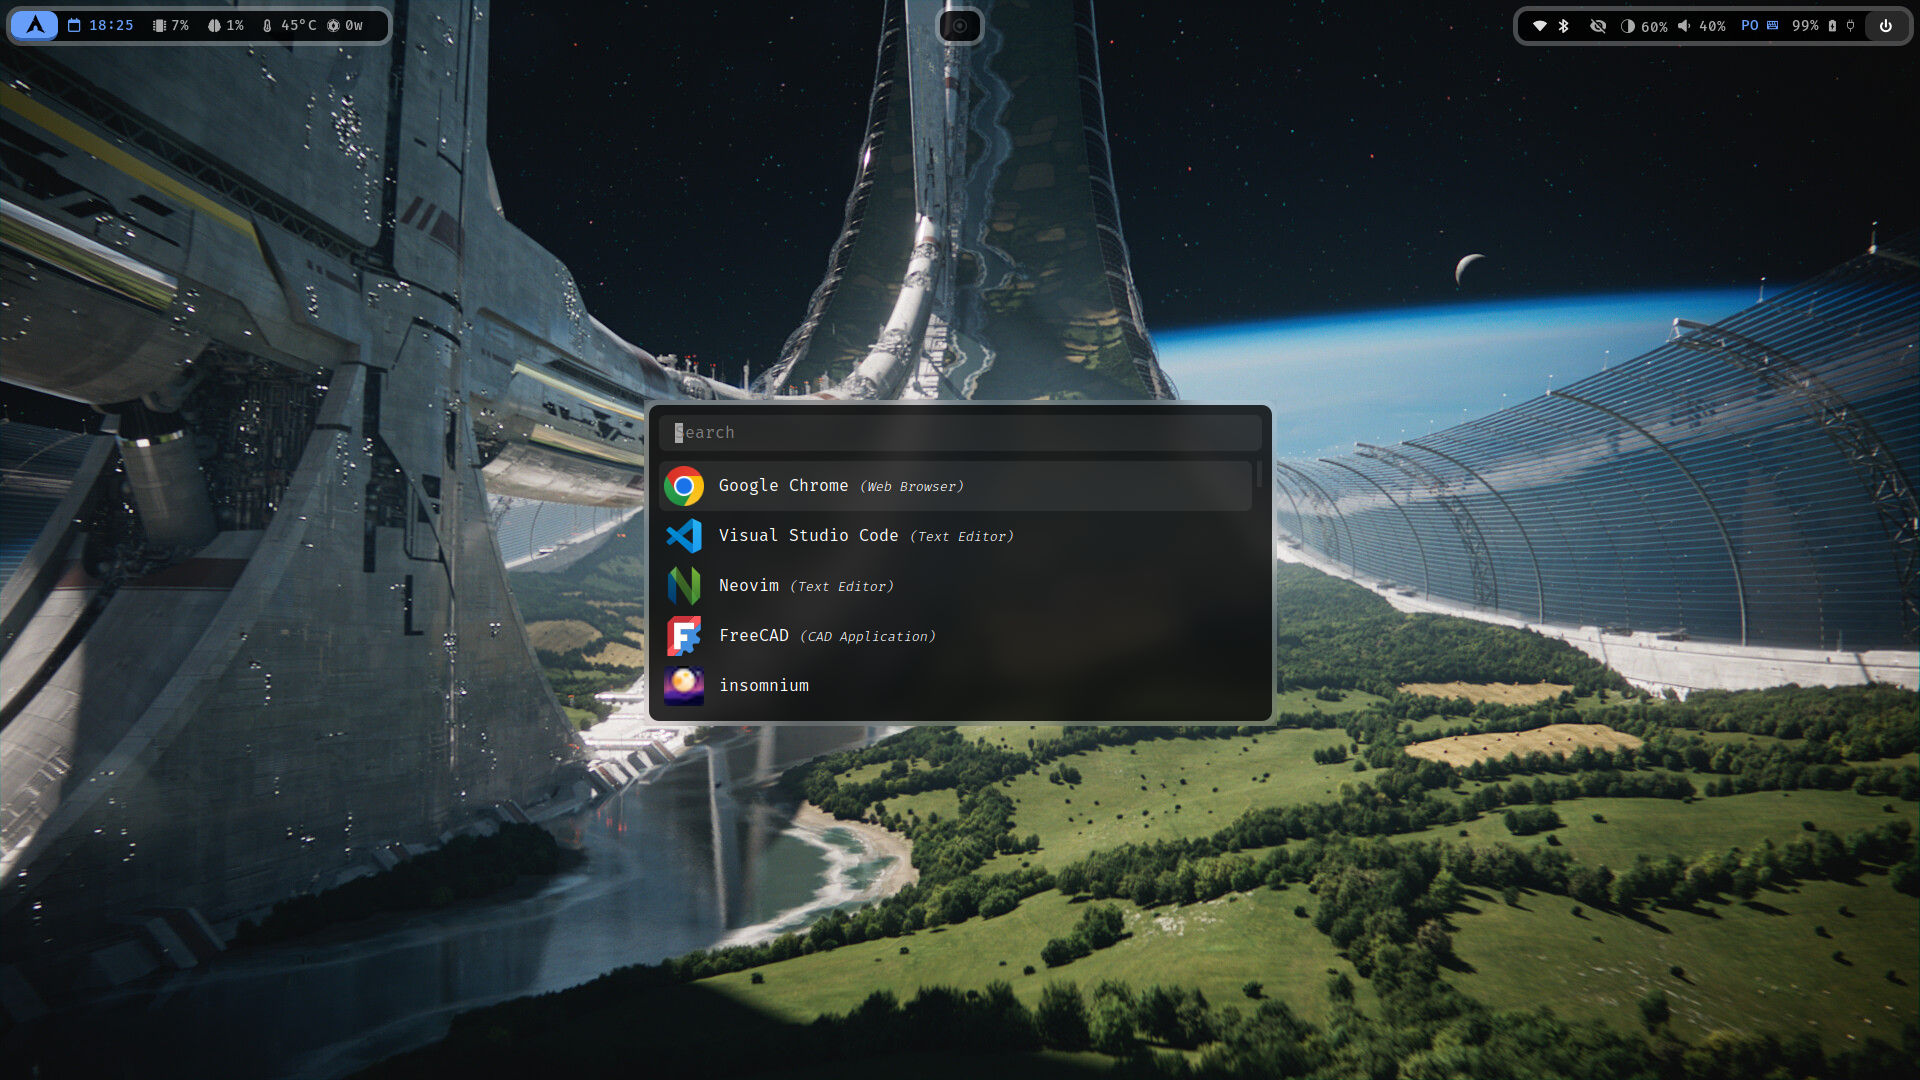 18:25 7% 1% 45°C 0w
60% 40% PO 99%
Search
Google Chrome (Web Browser)
Visual Studio Code (Text Editor)
Neovim (Text Editor)
FreeCAD (CAD Application)
insomnium